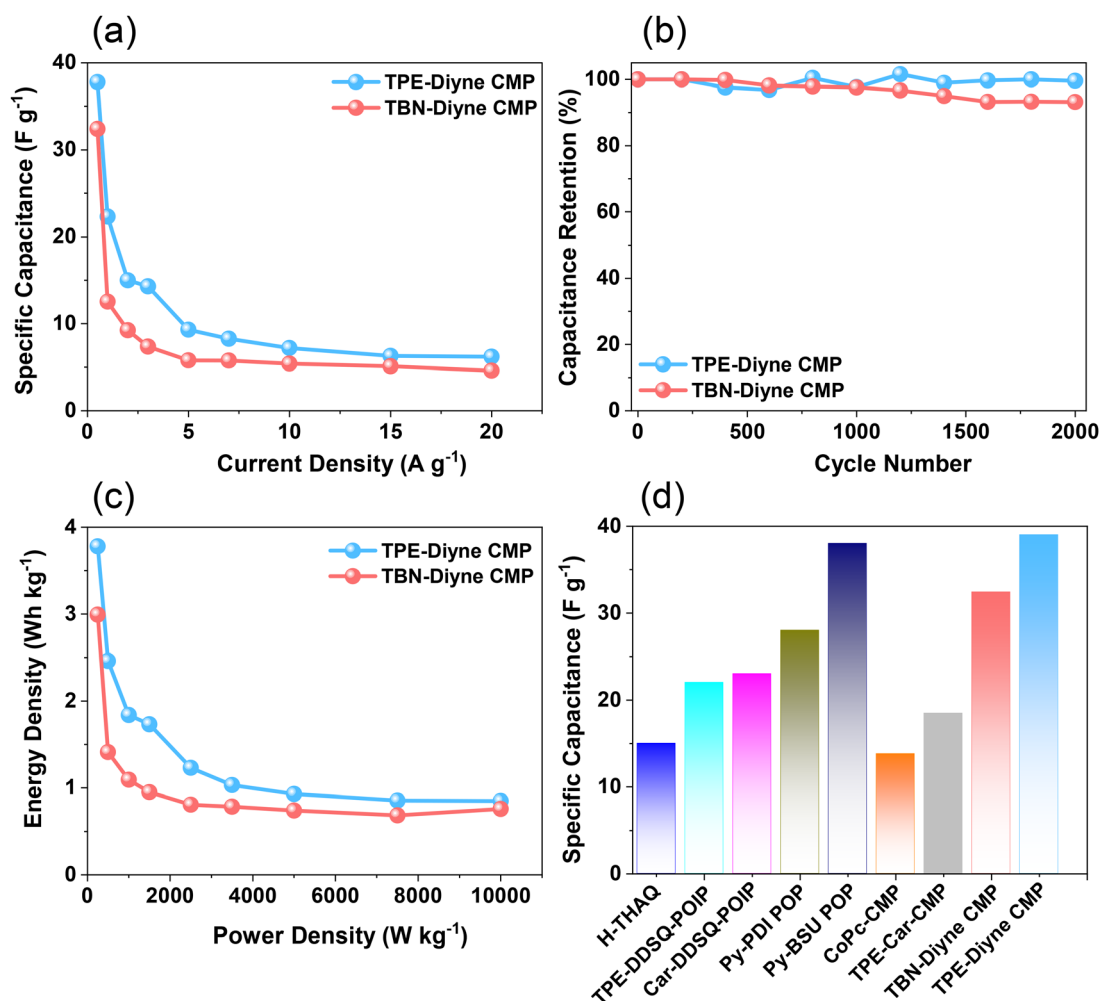 (a)
Specific Capacitance (F g⁻¹)
40
30
20
10
0
TPE-Diyne CMP
TBN-Diyne CMP
0 5 10 15 20
Current Density (A g⁻¹)
(b)
Capacitance Retention (%)
100
80
60
40
20
0
TPE-Diyne CMP
TBN-Diyne CMP
0 500 1000 1500 2000
Cycle Number
(c)
Energy Density (Wh kg⁻¹)
4
3
2
1
0
TPE-Diyne CMP
TBN-Diyne CMP
0 2000 4000 6000 8000 10000
Power Density (W kg⁻¹)
(d)
Specific Capacitance (F g⁻¹)
40
30
20
10
0
H-THAQ
TPE-DDSQ-POIP
Car-DDSQ-POIP
Py-PDI POP
Py-BSU POP
CoPc-CMP
TPE-Car-CMP
TBN-Diyne CMP
TPE-Diyne CMP